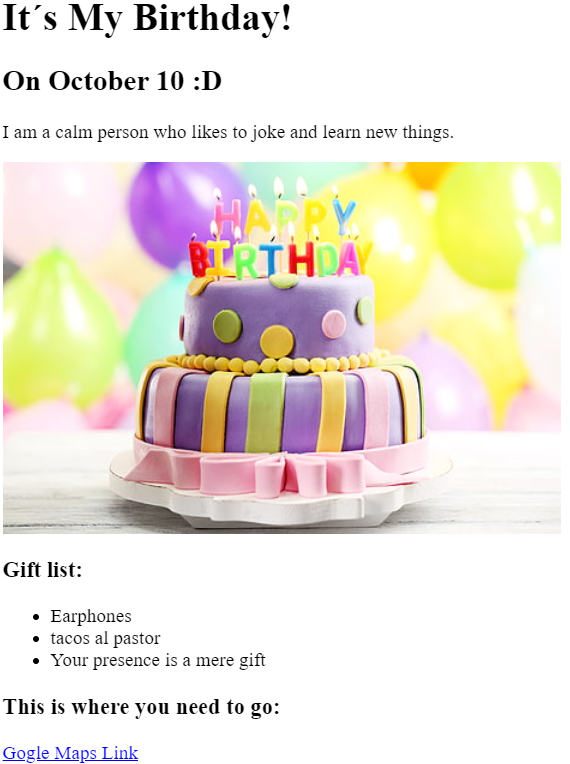 It´s My Birthday!
On October 10 :D
I am a calm person who likes to joke and learn new things.
HAPPY
BIRTHDAY
Gift list:
Earphones
tacos al pastor
Your presence is a mere gift
This is where you need to go:
Gogle Maps Link